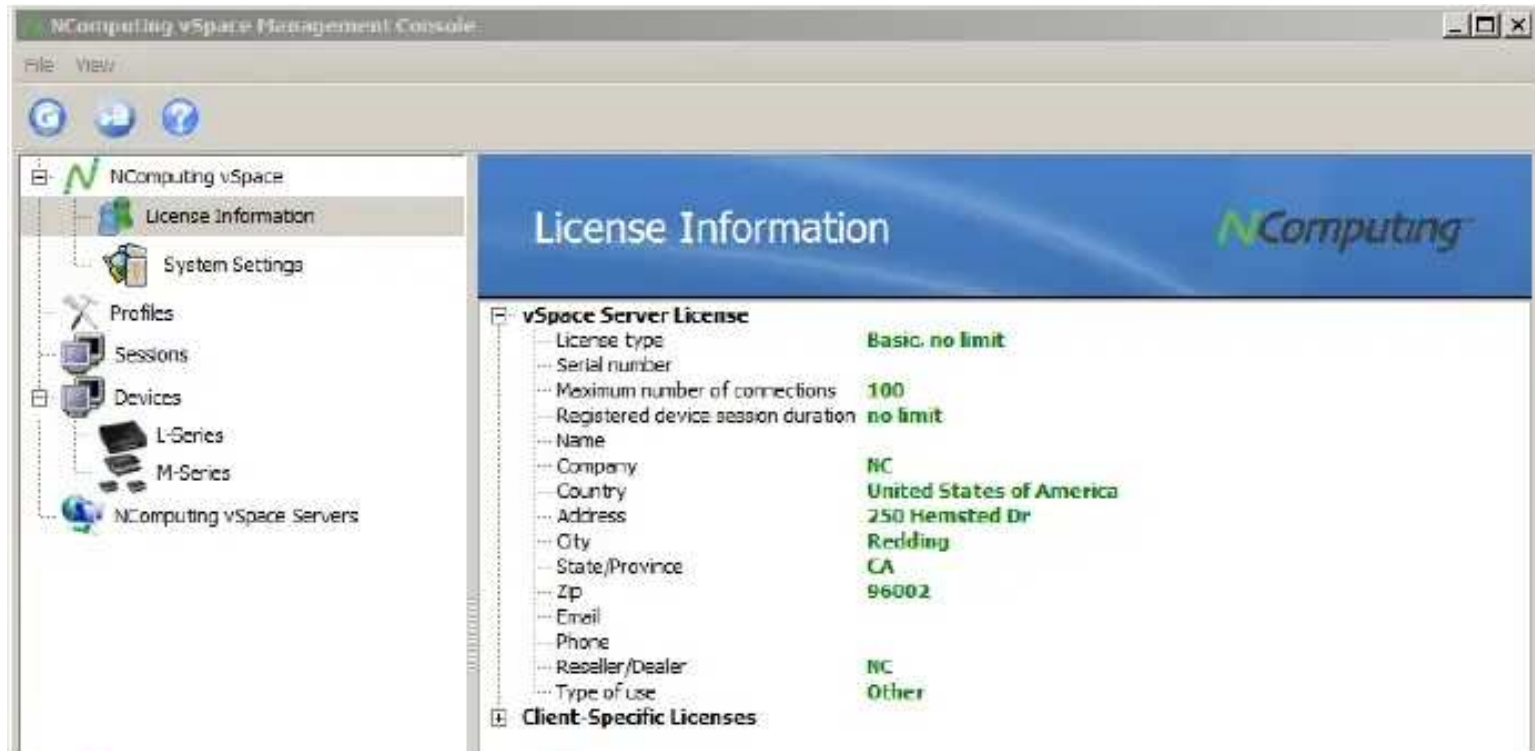 NComputing vSpace Management Console
File View
NComputing vSpace
License Information
System Settings
Profiles
Sessions
Devices
L-Series
M-Series
NComputing vSpace Servers
License Information
NComputing
vSpace Server License
License type Basic, no limit
Serial number
Maximum number of connections 100
Registered device session duration no limit
Name
Company NC
Country United States of America
Address 250 Hemsted Dr
City Redding
State/Province CA
Zip 96002
Email
Phone
Reseller/Dealer NC
Type of use Other
Client-Specific Licenses